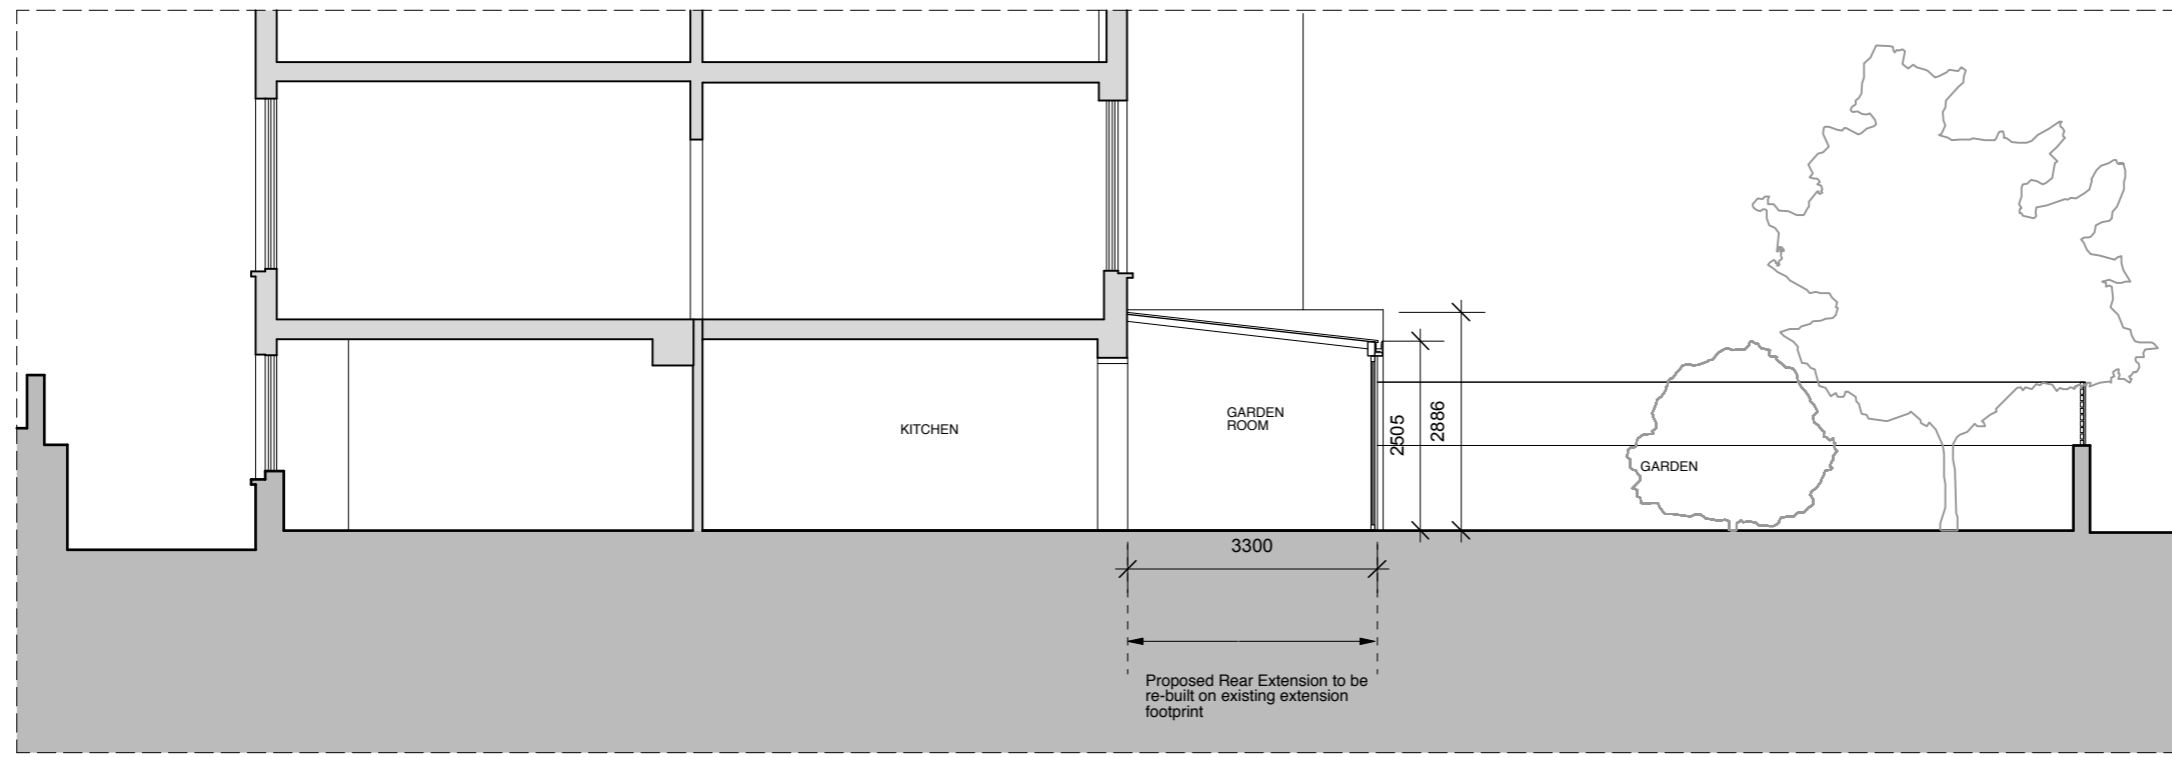 KITCHEN
GARDEN
ROOM
2505
2886
GARDEN
3300
Proposed Rear Extension to be
re-built on existing extension
footprint